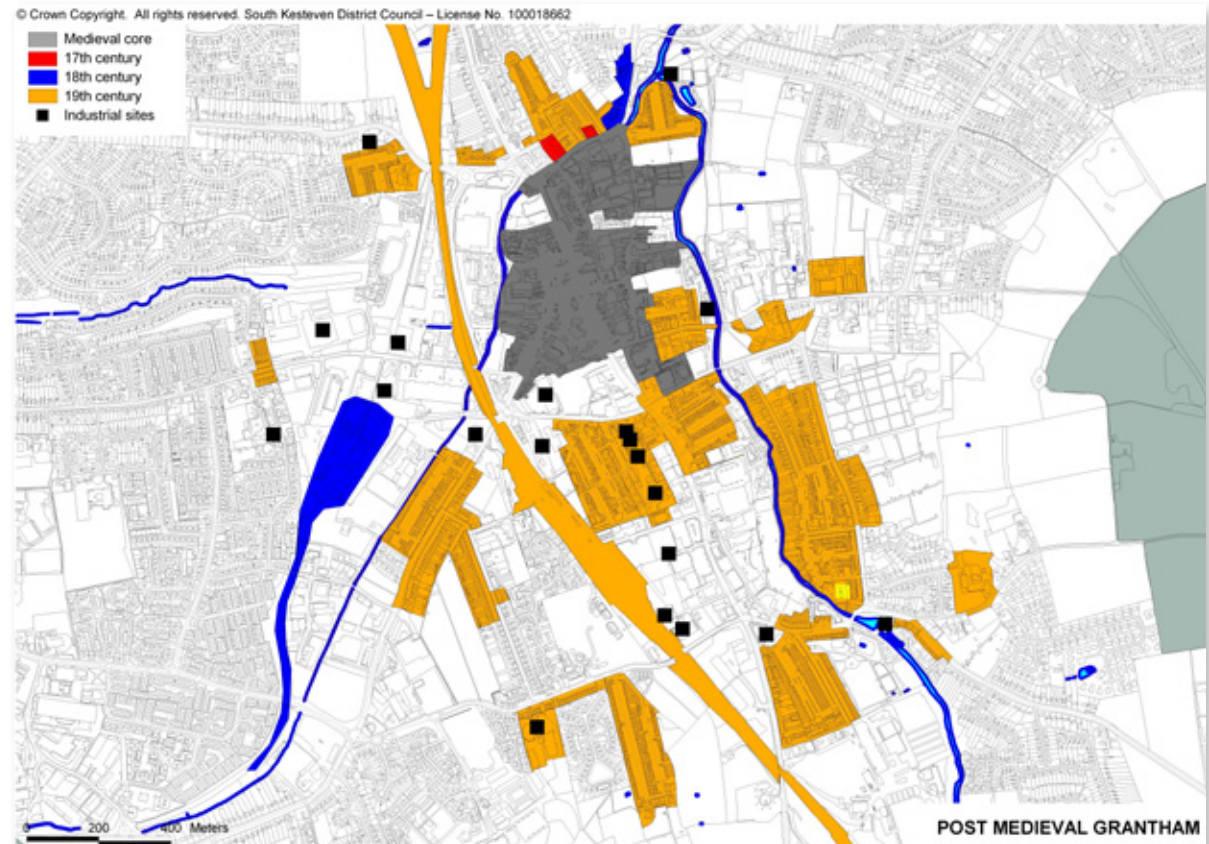 © Crown Copyright. All rights reserved. South Kesteven District Council – License No. 100018662
Medieval core
17th century
18th century
19th century
Industrial sites
0 200 400 Meters
POST MEDIEVAL GRANTHAM